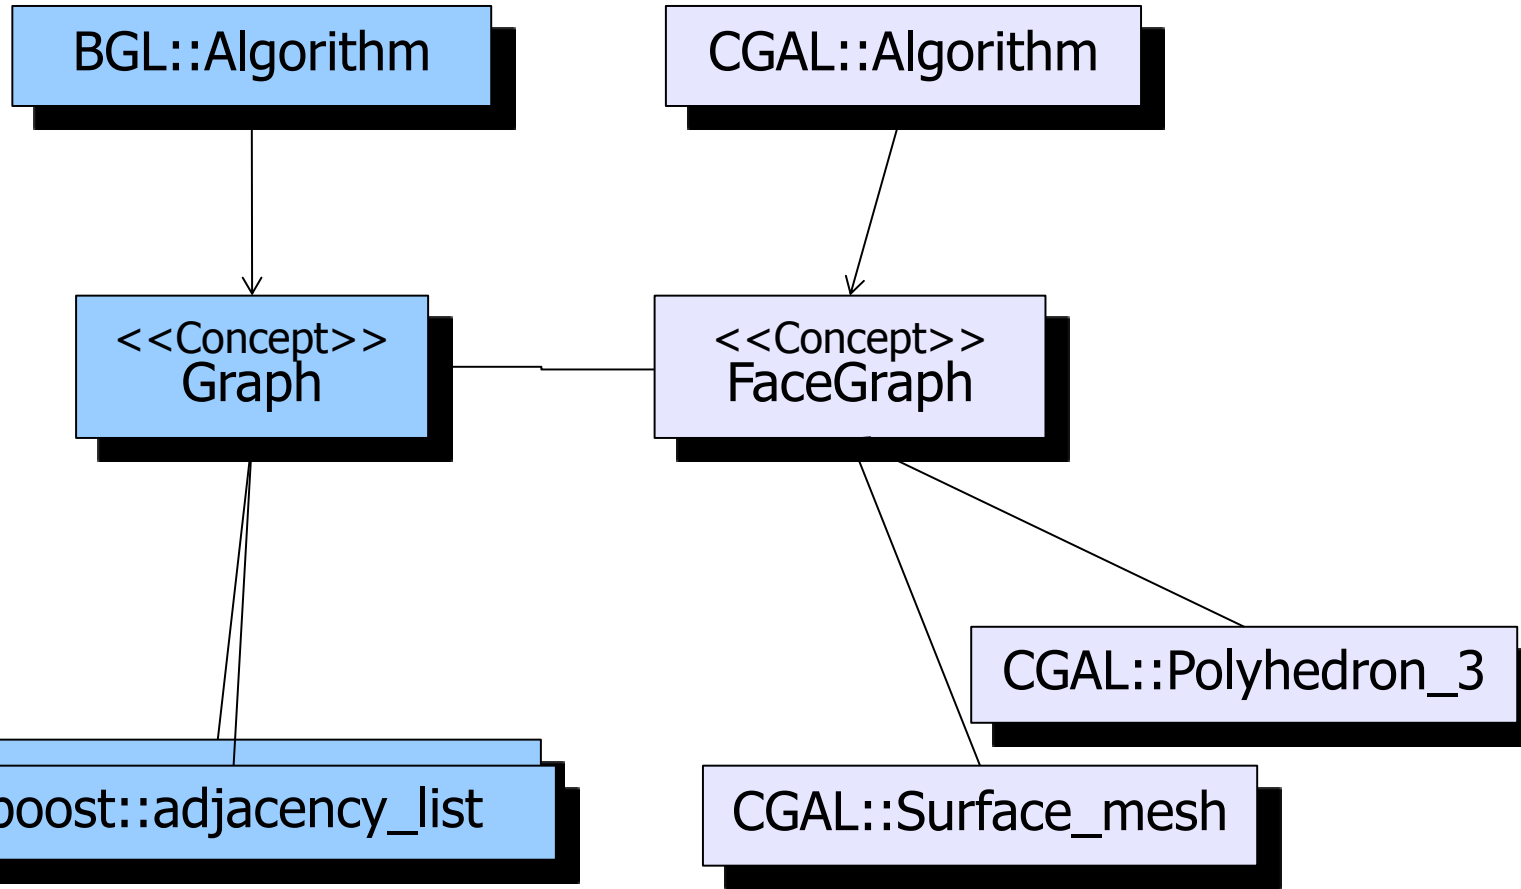 BGL::Algorithm
CGAL::Algorithm
<<Concept>>
Graph
<<Concept>>
FaceGraph
CGAL::Polyhedron_3
boost::adjacency_list
CGAL::Surface_mesh